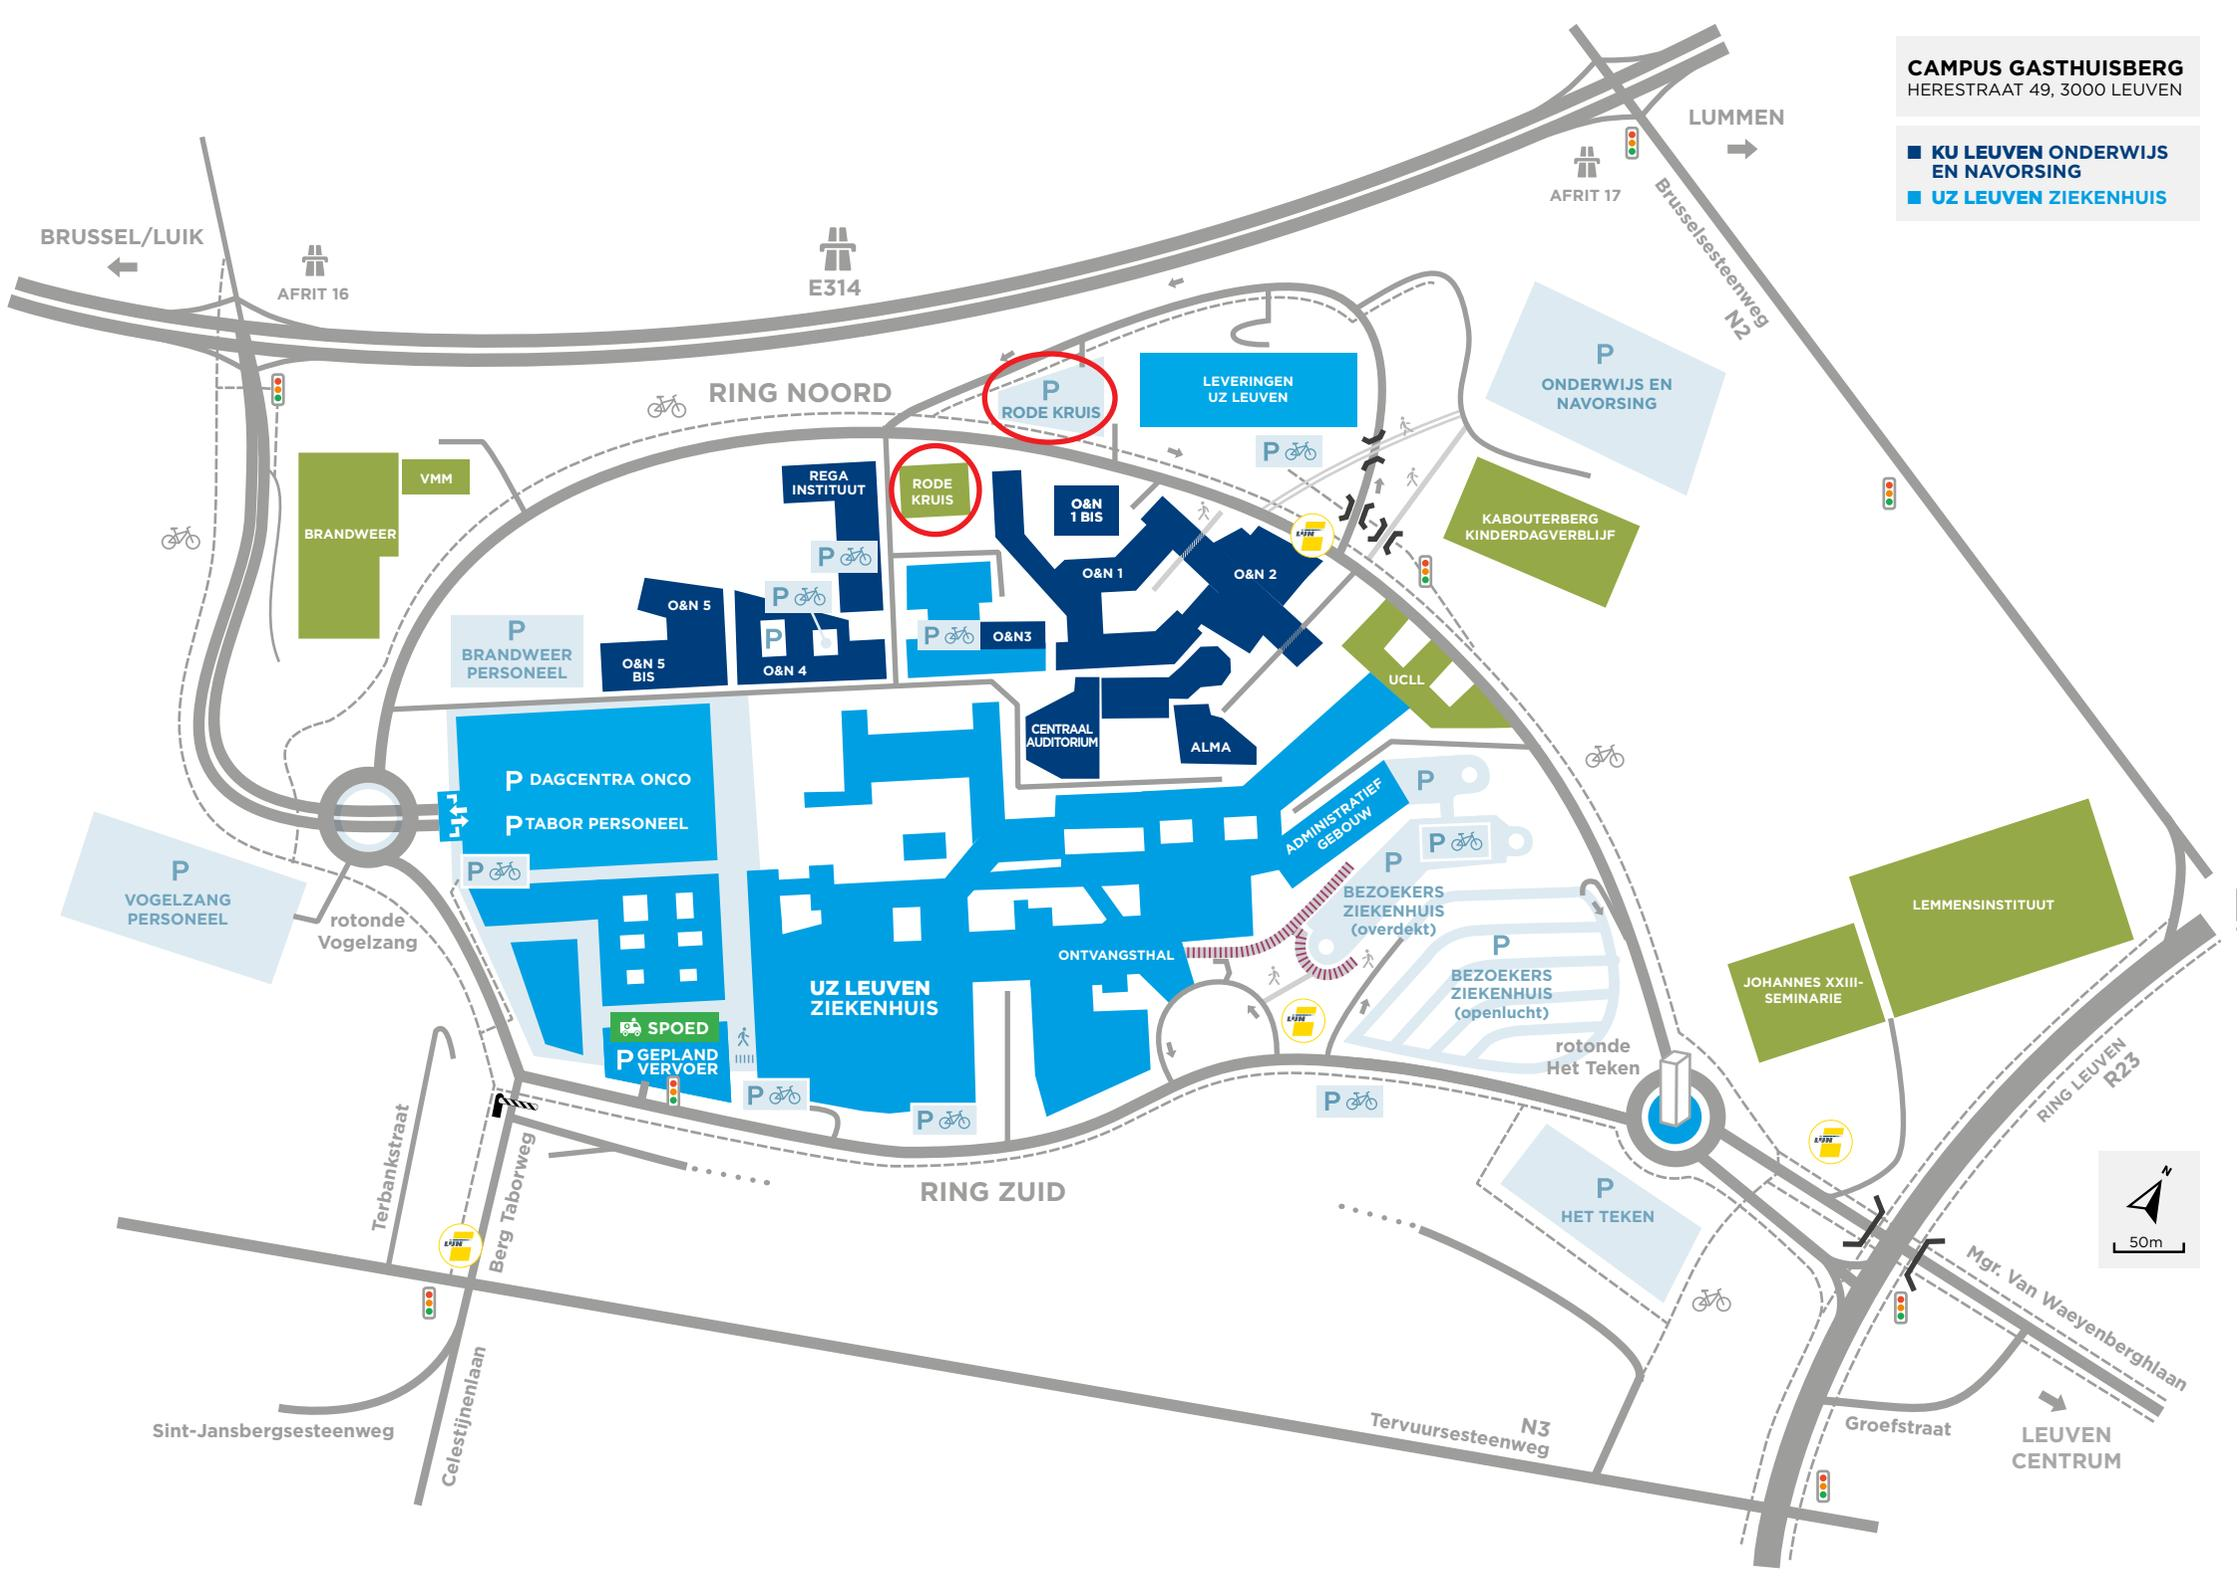 CAMPUS GASTHUISBERG
HERESTRAAT 49, 3000 LEUVEN
KU LEUVEN ONDERWIJS
EN NAVORSING
UZ LEUVEN ZIEKENHUIS
LUMMEN
AFRIT 17
Brusselsesteenweg
N2
BRUSSEL/LUIK
AFRIT 16
E314
RING NOORD
P
RODE KRUIS
LEVERINGEN
UZ LEUVEN
P
ONDERWIJS EN
NAVORSING
P
VMM
BRANDWEER
REGA
INSTITUUT
RODE
KRUIS
O&N
1 BIS
KABOUTERBERG
KINDERDAGVERBLIJF
LIJN
P
O&N 1
O&N 2
P
O&N 5
P
O&N 5
BIS
O&N 4
P
O&N3
P
BRANDWEER
PERSONEEL
UCLL
CENTRAAL
AUDITORIUM
ALMA
P DAGCENTRA ONCO
P TABOR PERSONEEL
P
ADMINISTRATIEF
GEBOUW
P
P
P
BEZOEKERS
ZIEKENHUIS
(overdekt)
P
VOGELZANG
PERSONEEL
rotonde
Vogelzang
LEMMENSINSTITUUT
JOHANNES XXIII-
SEMINARIE
ONTVANGSTHAL
P
BEZOEKERS
ZIEKENHUIS
(openlucht)
UZ LEUVEN
ZIEKENHUIS
LIJN
SPOED
P GEPLAND
VERVOER
P
P
P
rotonde
Het Teken
RING LEUVEN
R23
LIJN
RING ZUID
P
HET TEKEN
Terbankstraat
Berg Taborweg
LIJN
N
50m
Mgr. Van Waeyenberghlaan
Sint-Jansbergsesteenweg
Celestijnenlaan
N3
Tervuursesteenweg
Groefstraat
LEUVEN
CENTRUM